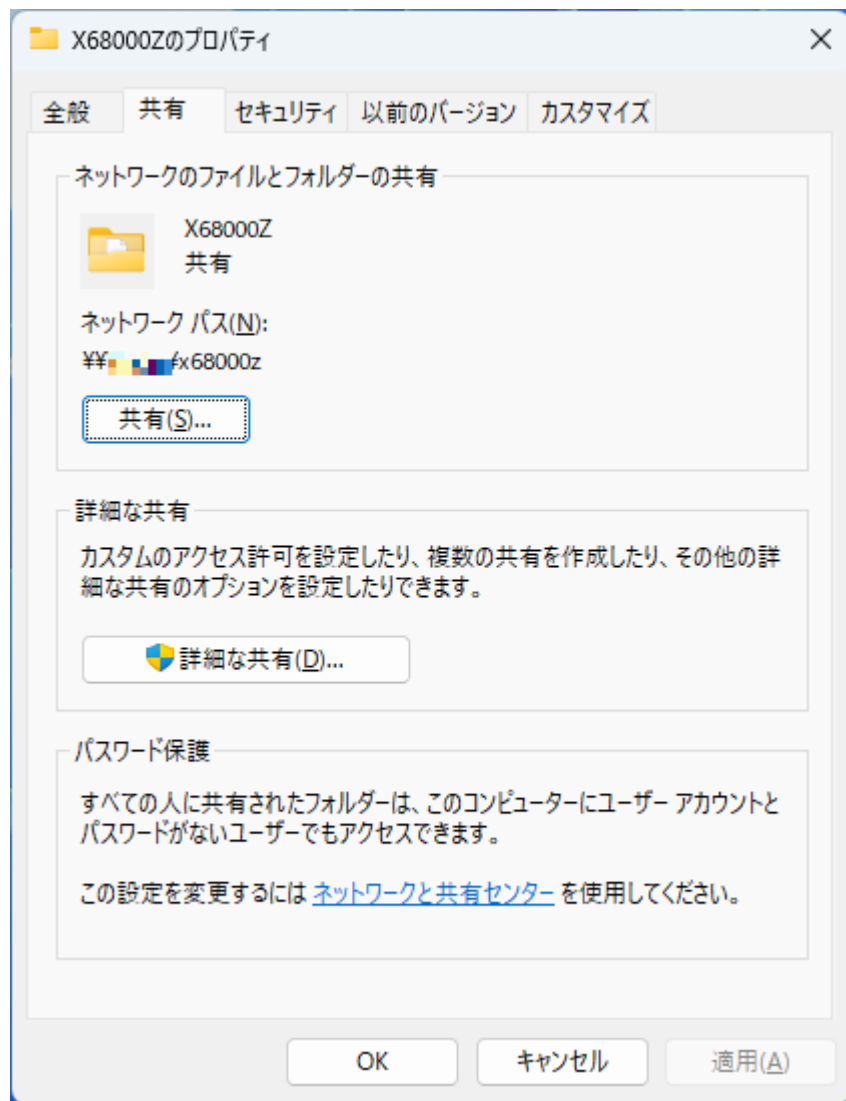 X68000Zのプロパティ
全般 共有 セキュリティ 以前のバージョン カスタマイズ
ネットワークのファイルとフォルダーの共有
X68000Z
共有
ネットワーク パス(N):
¥¥ x68000z
共有(S)...
詳細な共有
カスタムのアクセス許可を設定したり、複数の共有を作成したり、その他の詳
細な共有のオプションを設定したりできます。
詳細な共有(D)...
パスワード保護
すべての人に共有されたフォルダーは、このコンピューターにユーザー アカウントと
パスワードがないユーザーでもアクセスできます。
この設定を変更するには ネットワークと共有センター を使用してください。
OK キャンセル 適用(A)